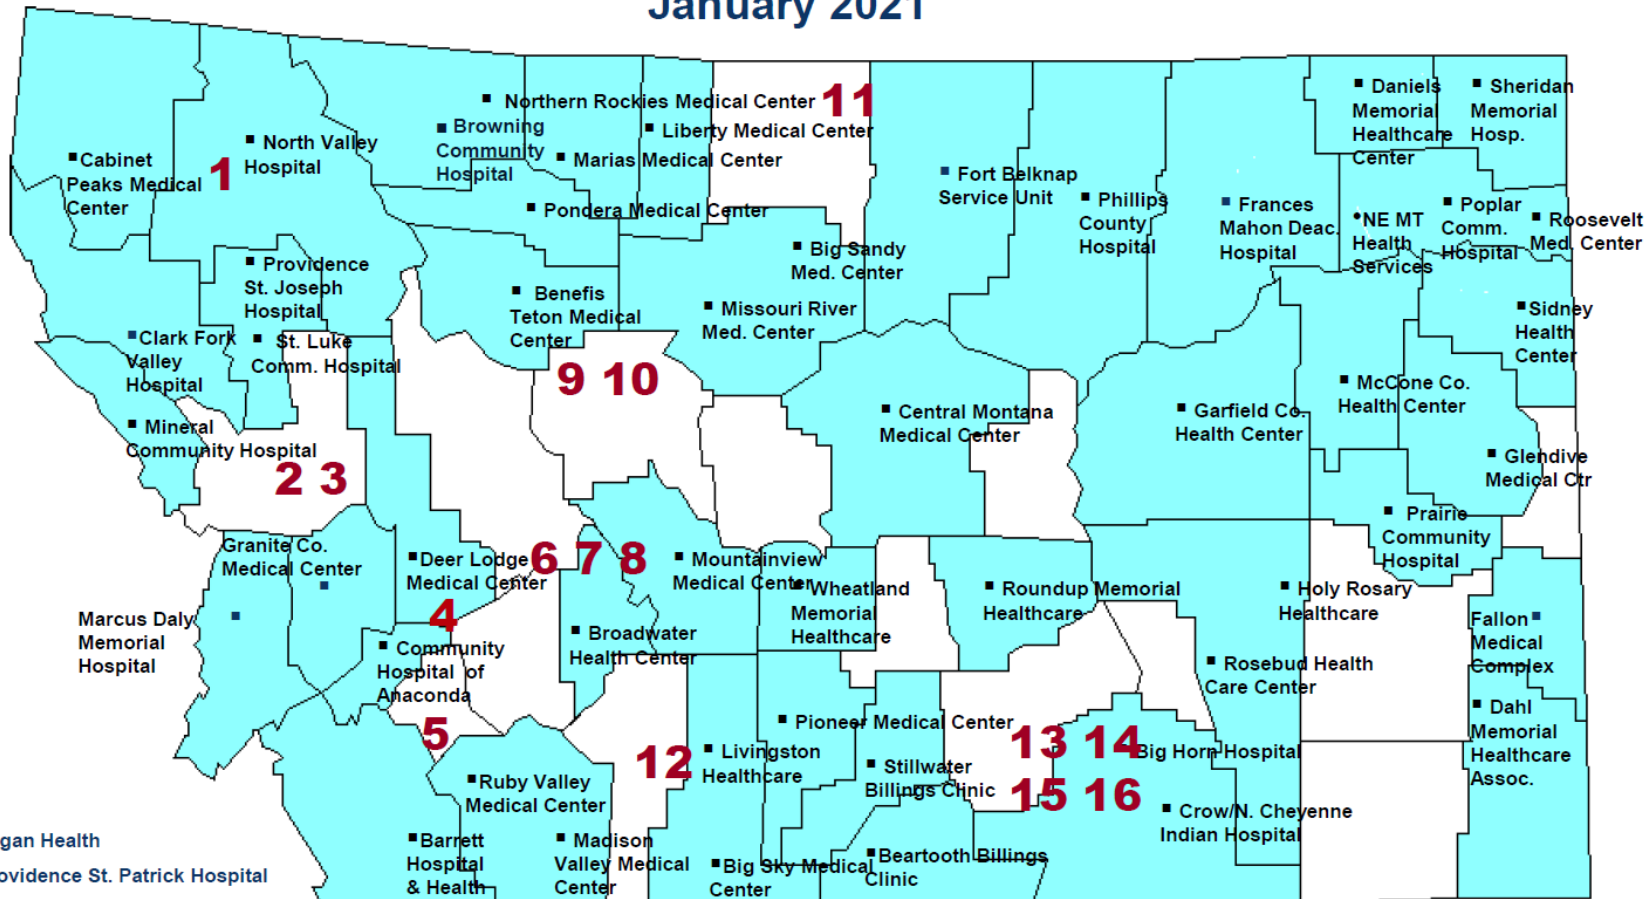 January 2021
11
Northern Rockies Medical Center
Browning
Community
Hospital
Liberty Medical Center
Marias Medical Center
Pondera Medical Center
Daniels
Memorial
Healthcare
Center
Sheridan
Memorial
Hosp.
North Valley
Hospital
1
Cabinet
Peaks Medical
Center
Fort Belknap
Service Unit
Phillips
County
Hospital
Frances
Mahon Deac.
Hospital
NE MT
Health
Services
Poplar
Comm.
Hospital
Roosevelt
Med. Center
Big Sandy
Med. Center
Providence
St. Joseph
Hospital
Benefis
Teton Medical
Center
Missouri River
Med. Center
Sidney
Health
Center
Clark Fork
Valley
Hospital
St. Luke
Comm. Hospital
9 10
McCone Co.
Health Center
Central Montana
Medical Center
Garfield Co.
Health Center
Mineral
Community Hospital
2 3
Glendive
Medical Ctr
Prairie
Community
Hospital
Granite Co.
Medical Center
Deer Lodge
Medical Center
6 7 8
Mountainview
Medical Center
Wheatland
Memorial
Healthcare
Roundup Memorial
Healthcare
Holy Rosary
Healthcare
4
Marcus Daly
Memorial
Hospital
Broadwater
Health Center
Fallon
Medical
Complex
Community
Hospital of
Anaconda
Rosebud Health
Care Center
5
Pioneer Medical Center
13 14
15 16
Big Horn Hospital
Dahl
Memorial
Healthcare
Assoc.
12
Livingston
Healthcare
Stillwater
Billings Clinic
Ruby Valley
Medical Center
Crow/N. Cheyenne
Indian Hospital
gan Health
ovidence St. Patrick Hospital
Barrett
Hospital
& Health
Madison
Valley Medical
Center
Big Sky Medical
Center
Beartooth Billings
Clinic